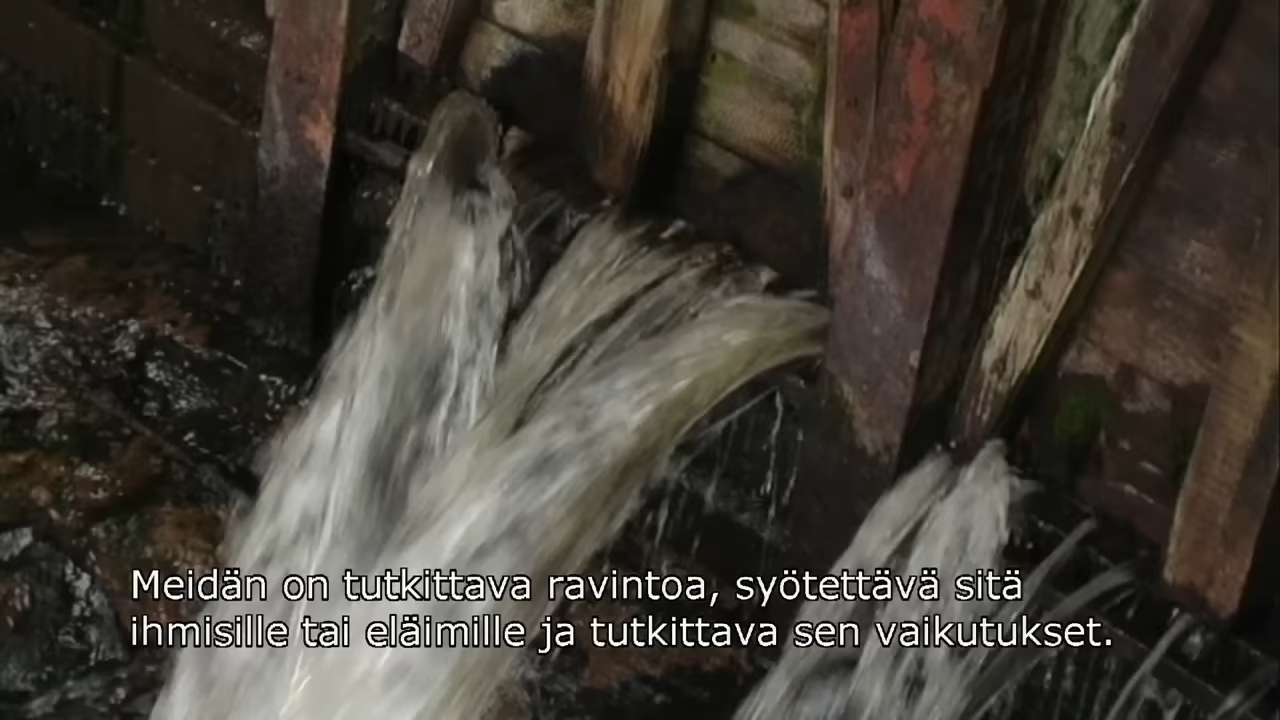 Meidän on tutkittava ravintoa, syötettävä sitä
ihmisille tai eläimille ja tutkittava sen vaikutukset.